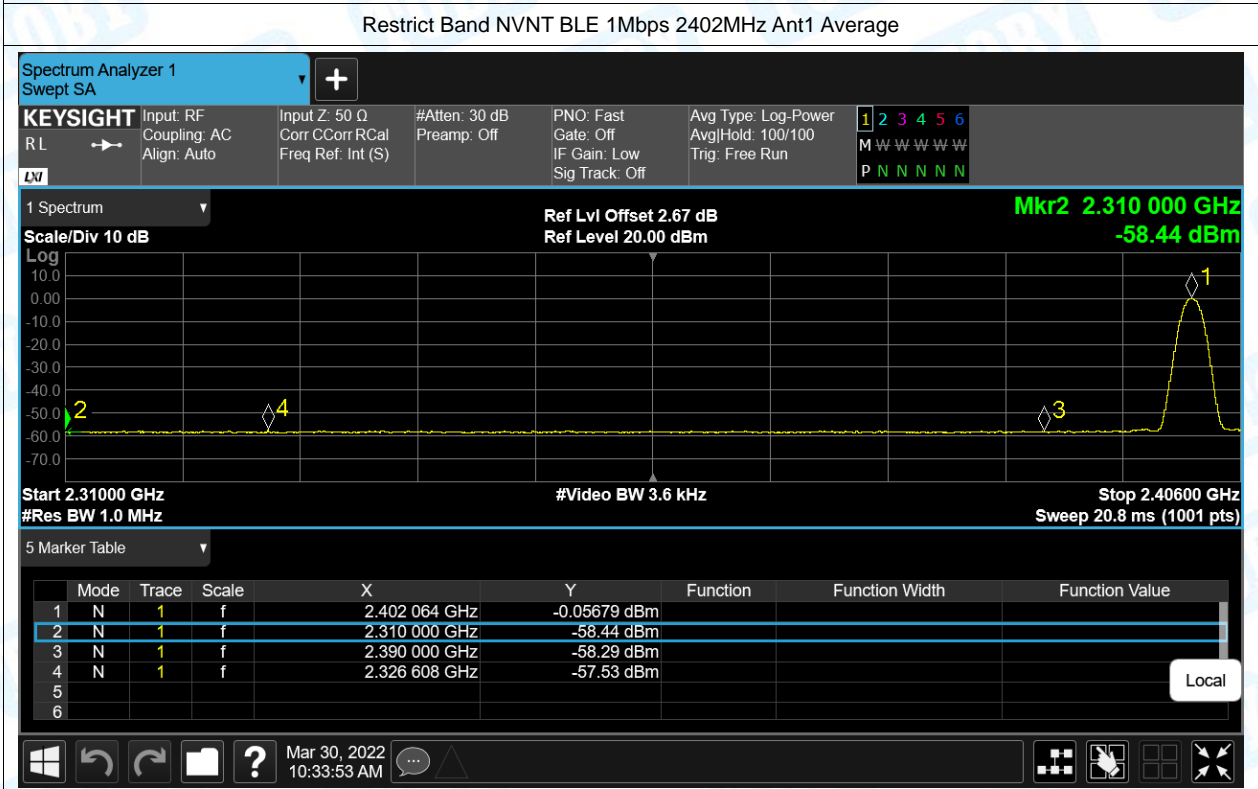 Restrict Band NVNT BLE 1Mbps 2402MHz Ant1 Average
Spectrum Analyzer 1
Swept SA
KEYSIGHT Input: RF Input Z: 50 Ω #Atten: 30 dB PNO: Fast Avg Type: Log-Power 1 2 3 4 5 6
R L Coupling: AC Corr CCorr RCal Preamp: Off Gate: Off Avg|Hold: 100/100 M W W W W W
Align: Auto Freq Ref: Int (S) IF Gain: Low Trig: Free Run
LXI Sig Track: Off P N N N N N
1 Spectrum Ref Lvl Offset 2.67 dB Mkr2 2.310 000 GHz
Scale/Div 10 dB Ref Level 20.00 dBm -58.44 dBm
Log
10.0 1
0.00
-10.0
-20.0
-30.0
-40.0
-50.0 2 4 3
-60.0
-70.0
Start 2.31000 GHz #Video BW 3.6 kHz Stop 2.40600 GHz
#Res BW 1.0 MHz Sweep 20.8 ms (1001 pts)
5 Marker Table
Mode Trace Scale X Y Function Function Width Function Value
1 N 1 f 2.402 064 GHz -0.05679 dBm
2 N 1 f 2.310 000 GHz -58.44 dBm
3 N 1 f 2.390 000 GHz -58.29 dBm
4 N 1 f 2.326 608 GHz -57.53 dBm
5
6
Local
? Mar 30, 2022
10:33:53 AM